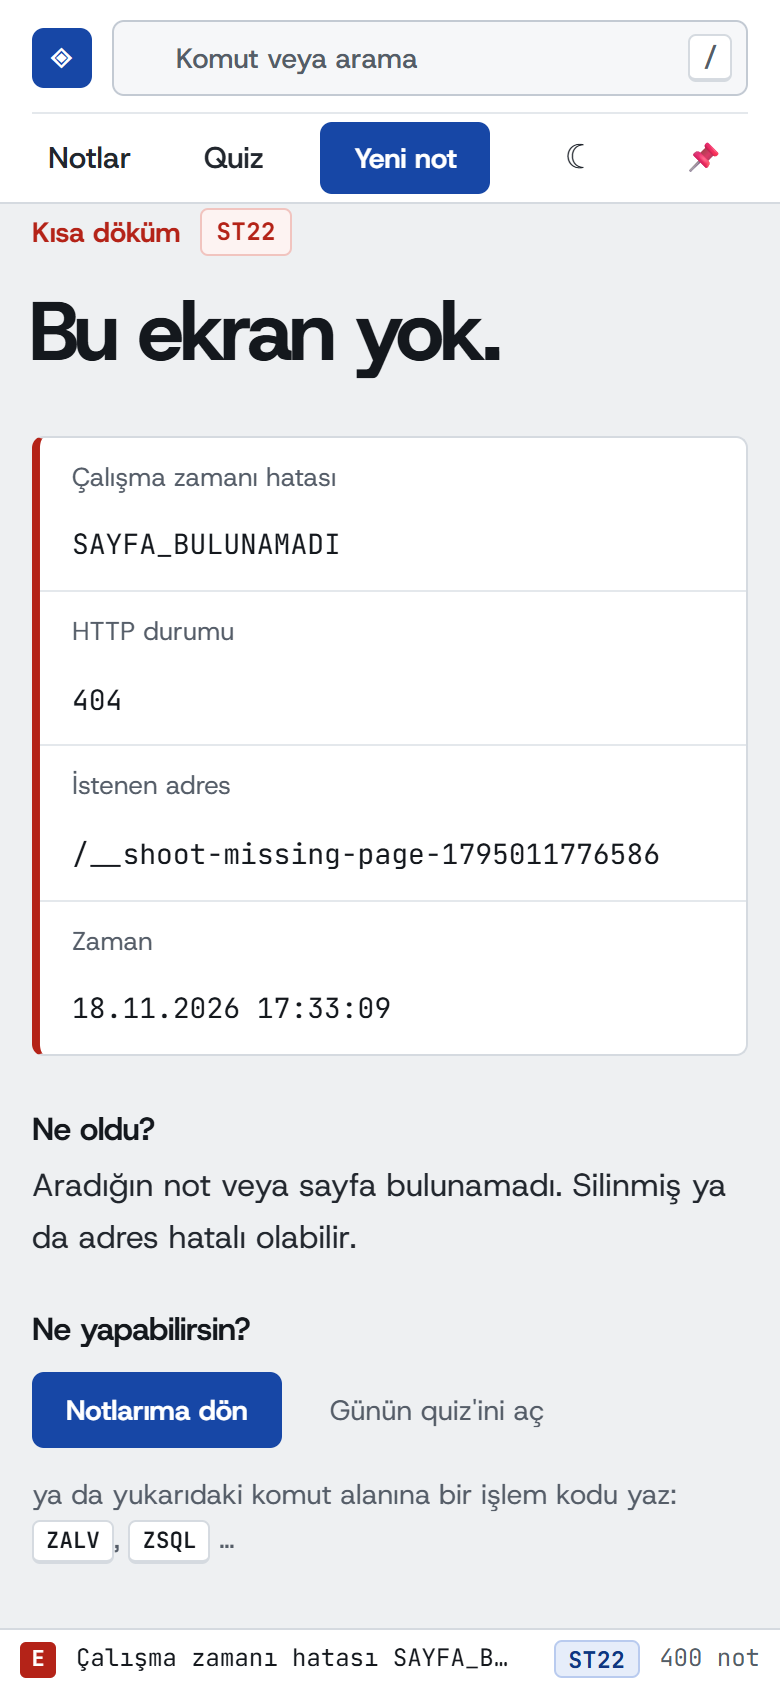 Komut veya arama /
Notlar Quiz Yeni not
Kısa döküm ST22
Bu ekran yok.
Çalışma zamanı hatası
SAYFA_BULUNAMADI
HTTP durumu
404
İstenen adres
/__shoot-missing-page-1795011776586
Zaman
18.11.2026 17:33:09
Ne oldu?
Aradığın not veya sayfa bulunamadı. Silinmiş ya
da adres hatalı olabilir.
Ne yapabilirsin?
Notlarıma dön Günün quiz'ini aç
ya da yukarıdaki komut alanına bir işlem kodu yaz:
ZALV, ZSQL …
E Çalışma zamanı hatası SAYFA_B… ST22 400 not